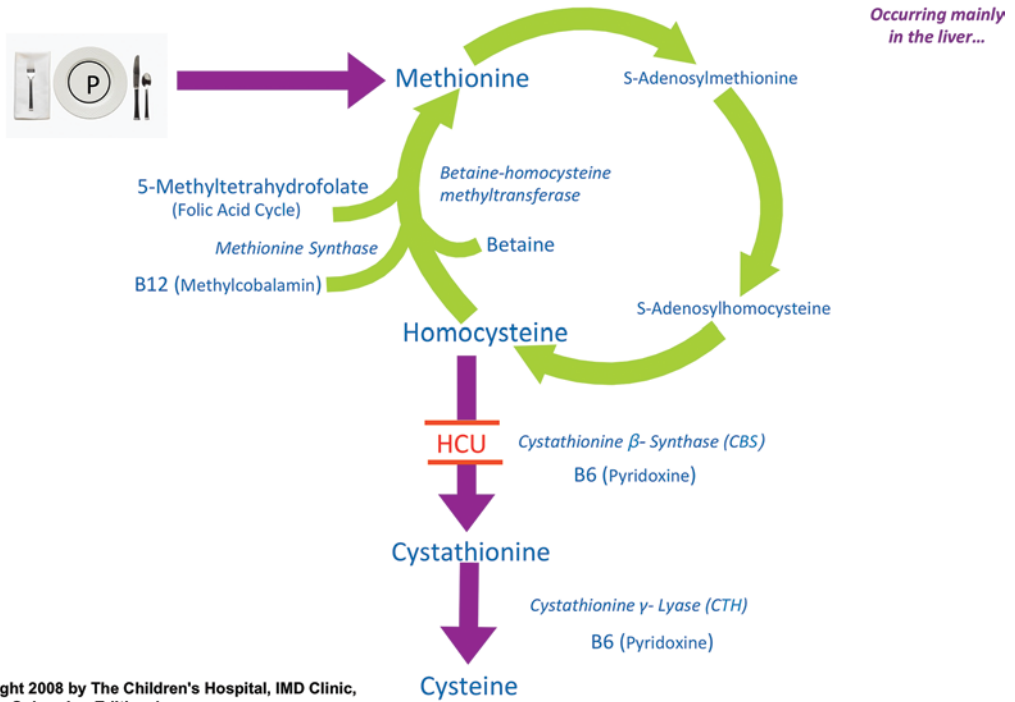 Occurring mainly
in the liver…
P
Methionine
S-Adenosylmethionine
5-Methyltetrahydrofolate
(Folic Acid Cycle)
Betaine-homocysteine
methyltransferase
Methionine Synthase
Betaine
B12 (Methylcobalamin)
S-Adenosylhomocysteine
Homocysteine
HCU
Cystathionine β- Synthase (CBS)
B6 (Pyridoxine)
Cystathionine
Cystathionine γ- Lyase (CTH)
B6 (Pyridoxine)
Cysteine
ght 2008 by The Children's Hospital, IMD Clinic,